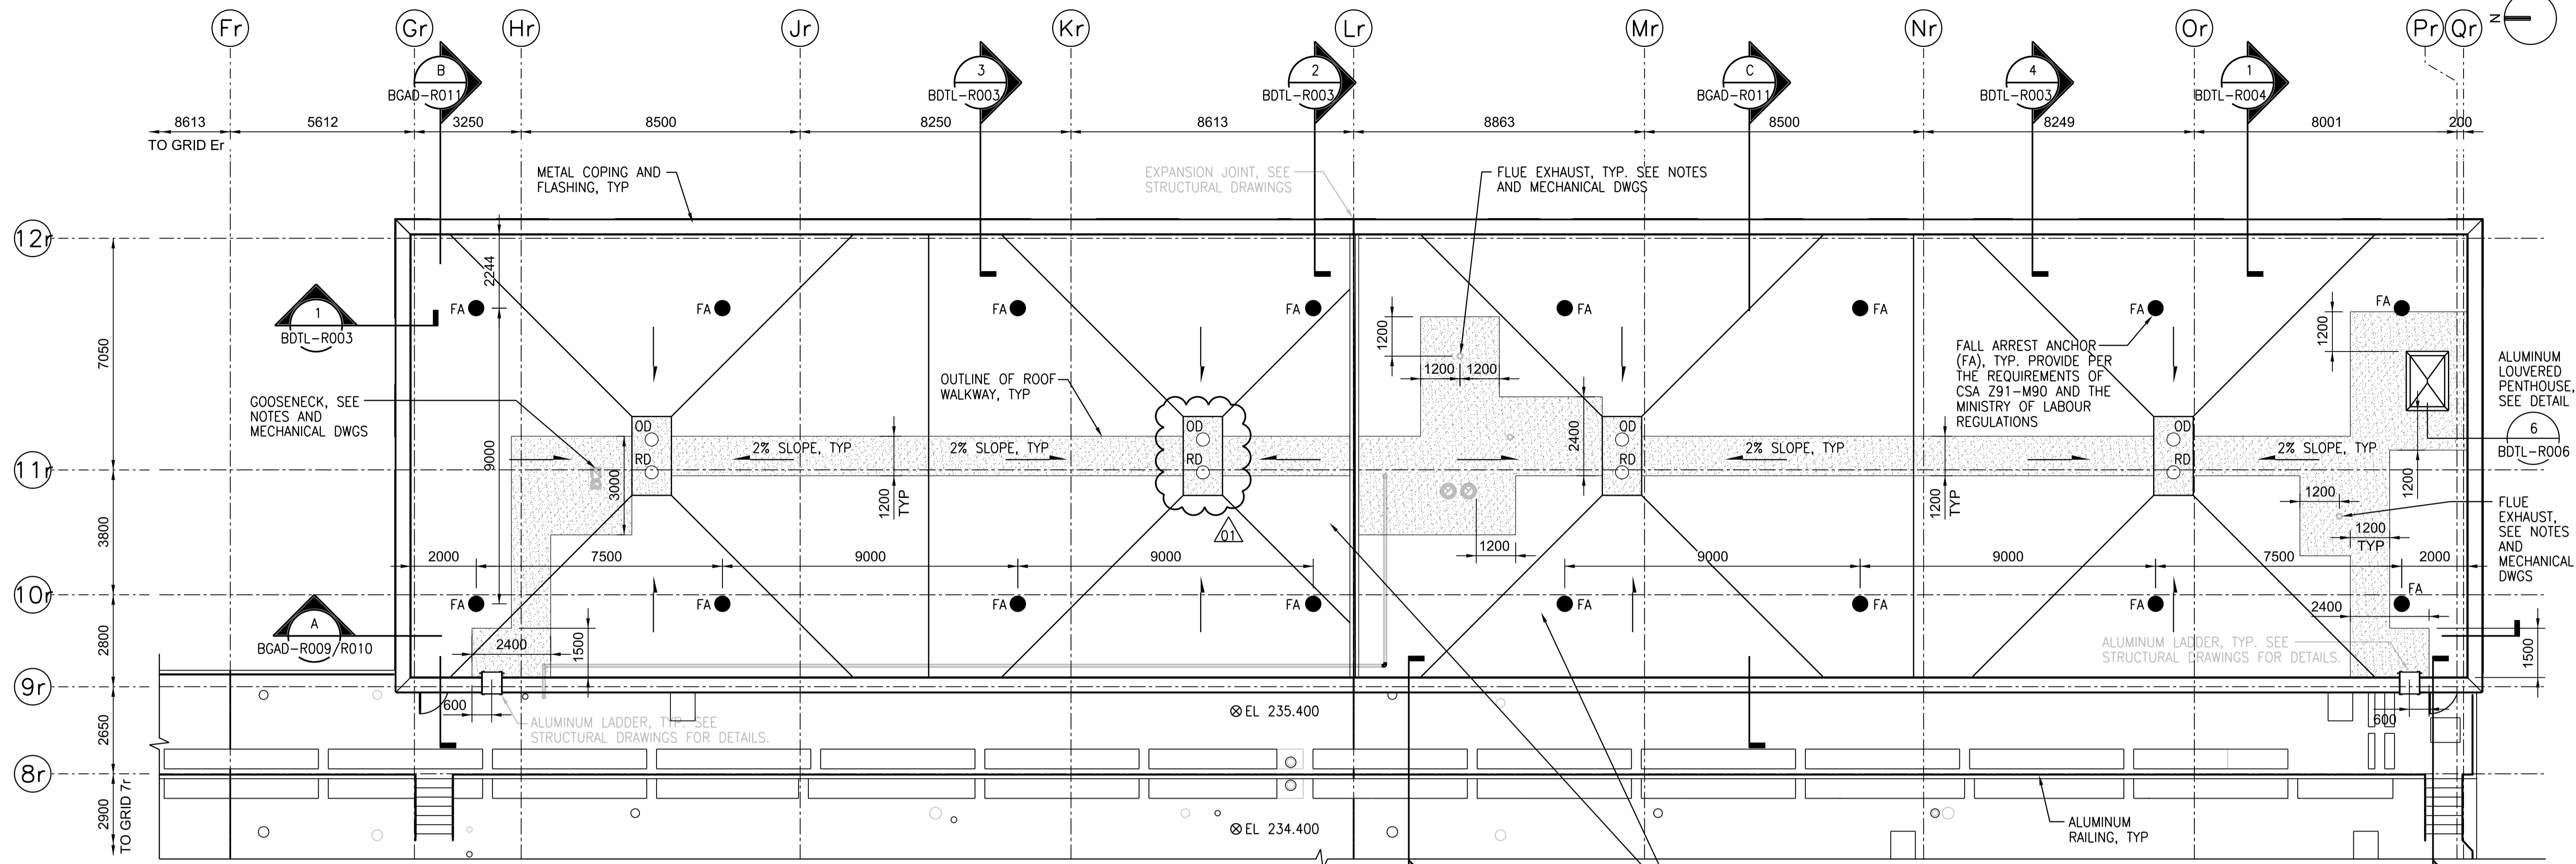 Fr
Gr
Hr
Jr
Kr
Lr
Mr
Nr
Or
Pr
Qr
N
B
BGAD-R011
3
BDTL-R003
2
BDTL-R003
C
BGAD-R011
4
BDTL-R003
1
BDTL-R004
8613
5612
3250
8500
8250
8613
8863
8500
8249
8001
200
TO GRID Er
METAL COPING AND
FLASHING, TYP
EXPANSION JOINT, SEE
STRUCTURAL DRAWINGS
FLUE EXHAUST, TYP. SEE NOTES
AND MECHANICAL DWGS
12r
11r
10r
9r
8r
7050
3800
2800
2650
2900
TO GRID 7r
1
BDTL-R003
A
BGAD-R009/R010
2244
9000
FA
FA
FA
FA
FA
FA
FA
FA
GOOSENECK, SEE
NOTES AND
MECHANICAL DWGS
OUTLINE OF ROOF
WALKWAY, TYP
1200
1200
1200
2400
FALL ARREST ANCHOR
(FA), TYP. PROVIDE PER
THE REQUIREMENTS OF
CSA Z91-M90 AND THE
MINISTRY OF LABOUR
REGULATIONS
1200
ALUMINUM
LOUVERED
PENTHOUSE,
SEE DETAIL
6
BDTL-R006
OD
RD
OD
RD
OD
RD
OD
RD
2% SLOPE, TYP
2% SLOPE, TYP
2% SLOPE, TYP
2% SLOPE, TYP
3000
1200
TYP
01
1200
1200
TYP
1200
1200
1200
TYP
FLUE
EXHAUST,
SEE NOTES
AND
MECHANICAL
DWGS
2000
7500
9000
9000
9000
9000
7500
2000
FA
FA
FA
FA
FA
FA
FA
FA
2400
1500
2400
1500
ALUMINUM LADDER, TYP. SEE
STRUCTURAL DRAWINGS FOR DETAILS.
600
ALUMINUM LADDER, TYP. SEE
STRUCTURAL DRAWINGS FOR DETAILS.
600
EL 235.400
EL 234.400
ALUMINUM
RAILING, TYP